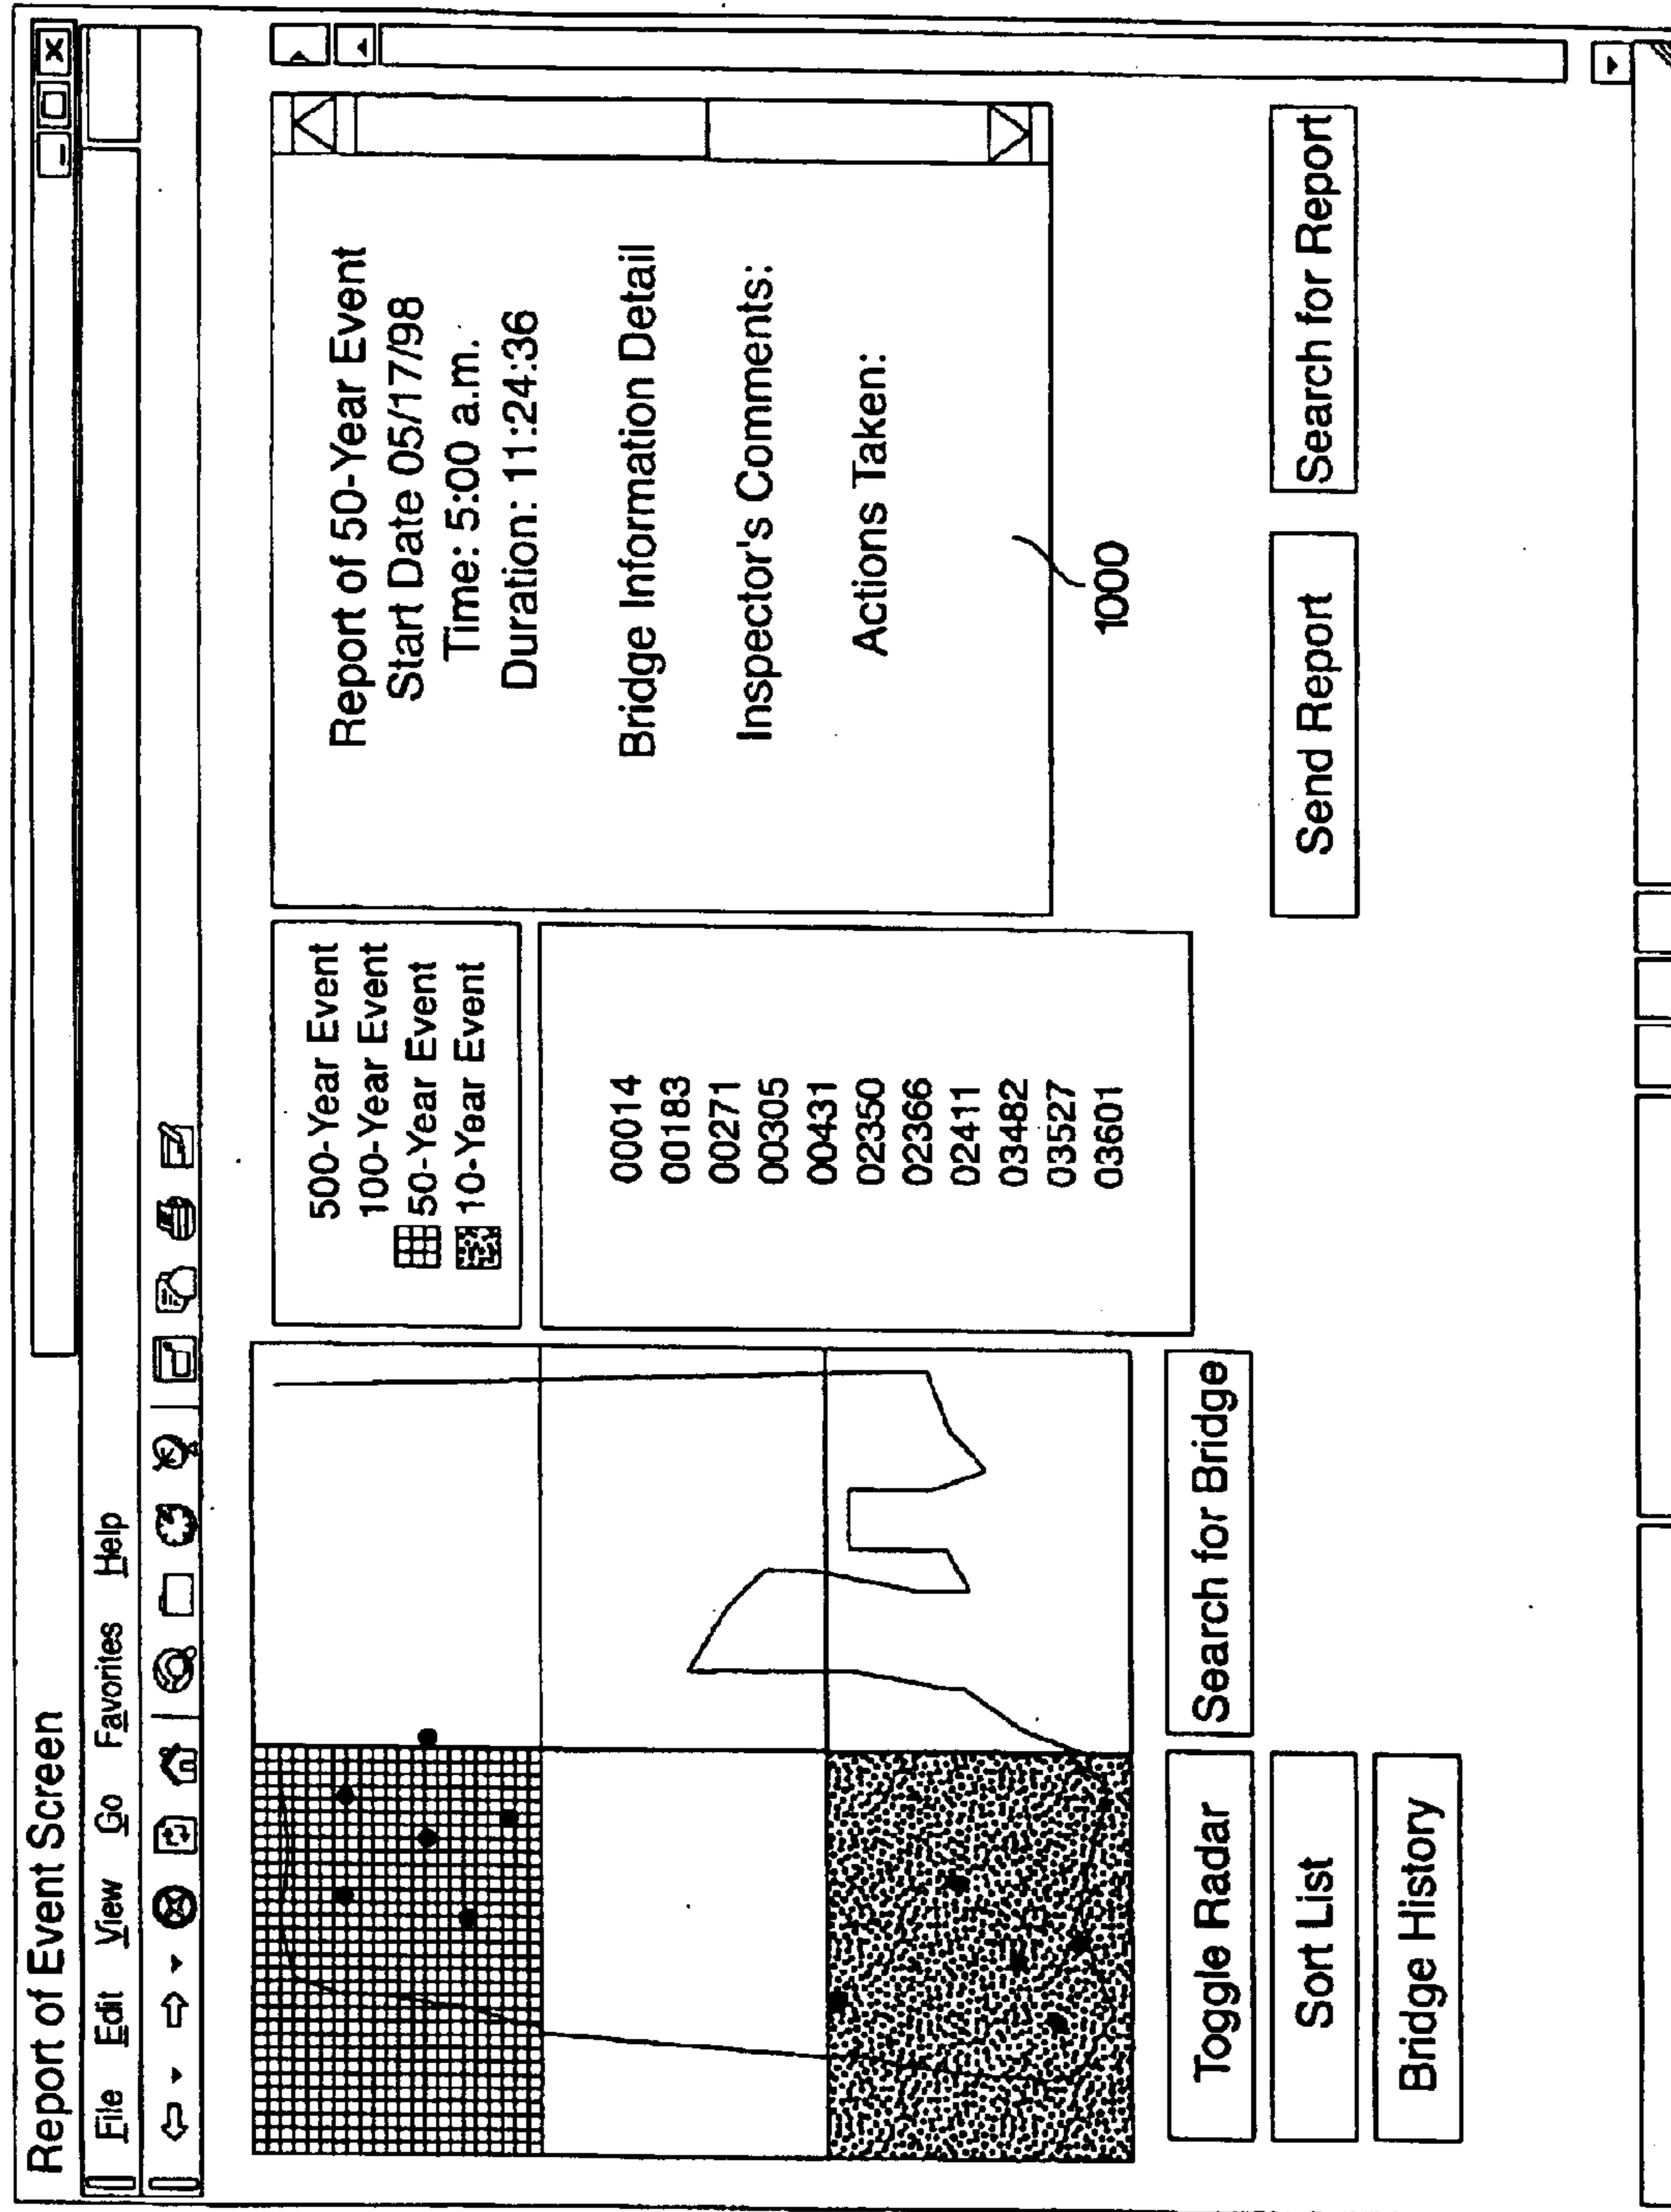 Report of Event Screen
File Edit View Go Favorites Help
500-Year Event
100-Year Event
50-Year Event
10-Year Event
00014
00183
00271
00305
00431
02350
02366
02411
03482
03527
03601
Report of 50-Year Event
Start Date 05/17/98
Time: 5:00 a.m.
Duration: 11:24:36
Bridge Information Detail
Inspector's Comments:
Actions Taken:
1000
Toggle Radar
Search for Bridge
Send Report
Search for Report
Sort List
Bridge History